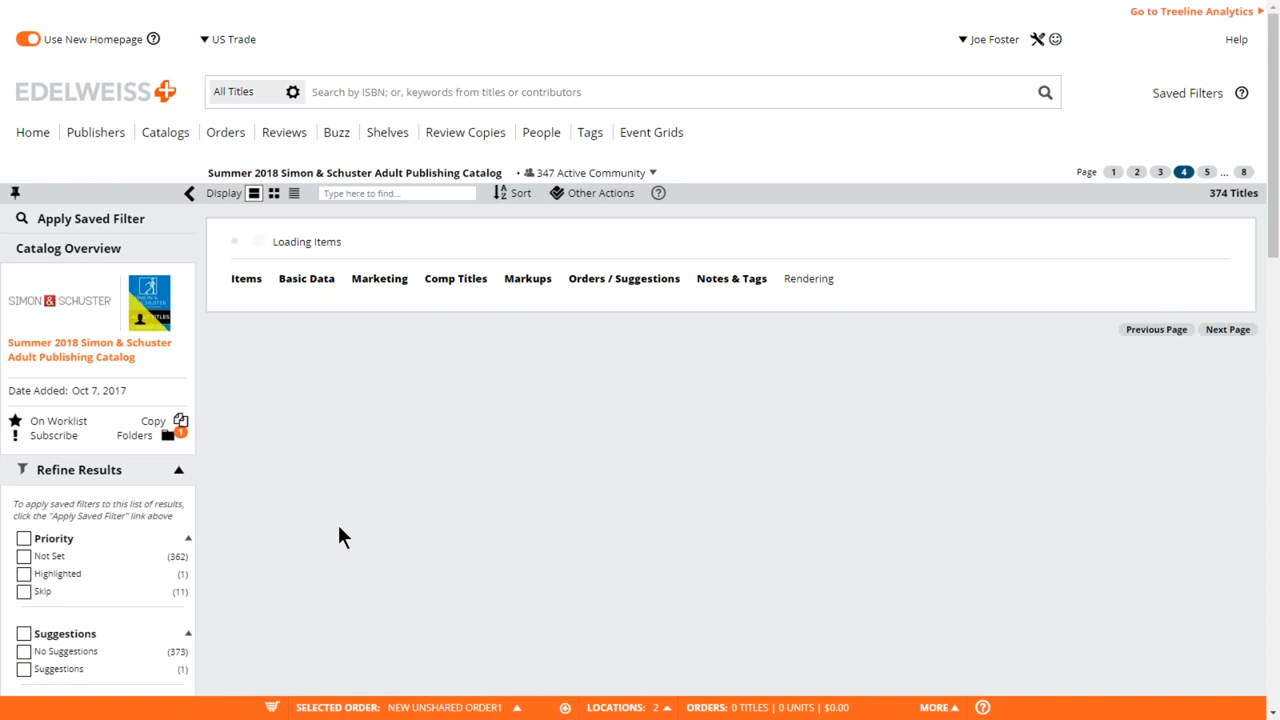 Go to Treeline Analytics
Use New Homepage
US Trade
Joe Foster
Help
EDELWEISS
All Titles
Search by ISBN; or, keywords from titles or contributors
Saved Filters
Home
Publishers
Catalogs
Orders
Reviews
Buzz
Shelves
Review Copies
People
Tags
Event Grids
Summer 2018 Simon & Schuster Adult Publishing Catalog
• 347 Active Community
Page 1 2 3 4 5 ... 8
Display
Type here to find...
Sort
Other Actions
374 Titles
Apply Saved Filter
Catalog Overview
SIMON & SCHUSTER
Summer 2018 Simon & Schuster
Adult Publishing Catalog
Date Added: Oct 7, 2017
On Worklist
Copy
Subscribe
Folders
1
Refine Results
To apply saved filters to this list of results,
click the "Apply Saved Filter" link above
Priority
Not Set (362)
Highlighted (1)
Skip (11)
Suggestions
No Suggestions (373)
Suggestions (1)
Loading Items
Items Basic Data Marketing Comp Titles Markups Orders / Suggestions Notes & Tags Rendering
Previous Page
Next Page
SELECTED ORDER: NEW UNSHARED ORDER1
LOCATIONS: 2
ORDERS: 0 TITLES | 0 UNITS | $0.00
MORE